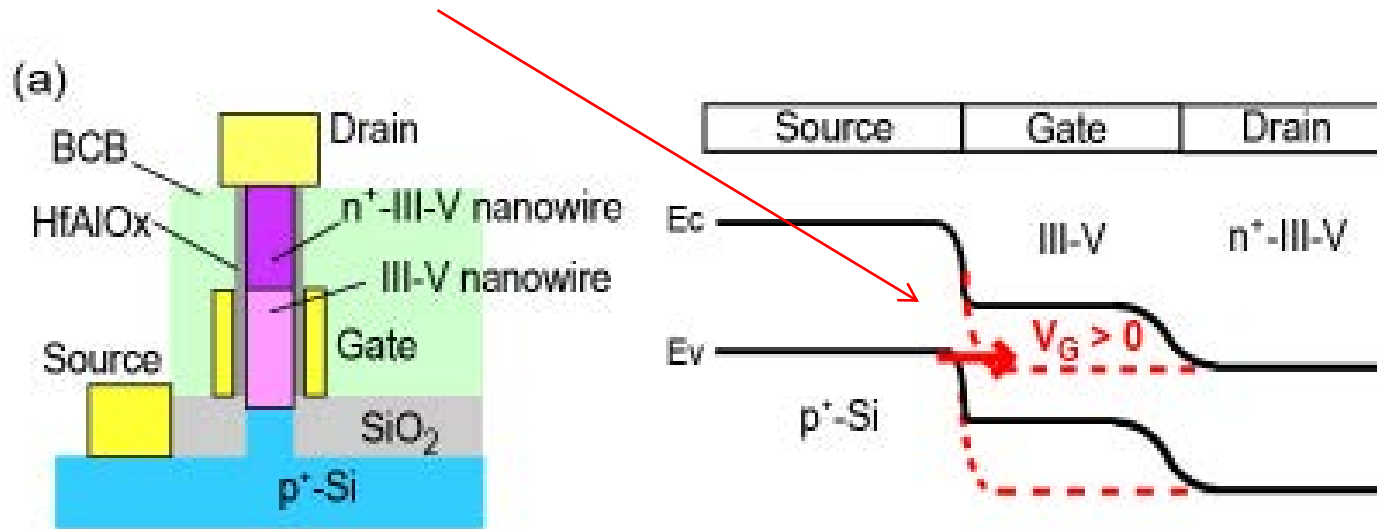 (a)
Drain
BCB
HfAlOx
n⁺-III-V nanowire
III-V nanowire
Source
Gate
SiO₂
p⁺-Si
Source Gate Drain
Ec
III-V
n⁺-III-V
Ev
V_G > 0
p⁺-Si